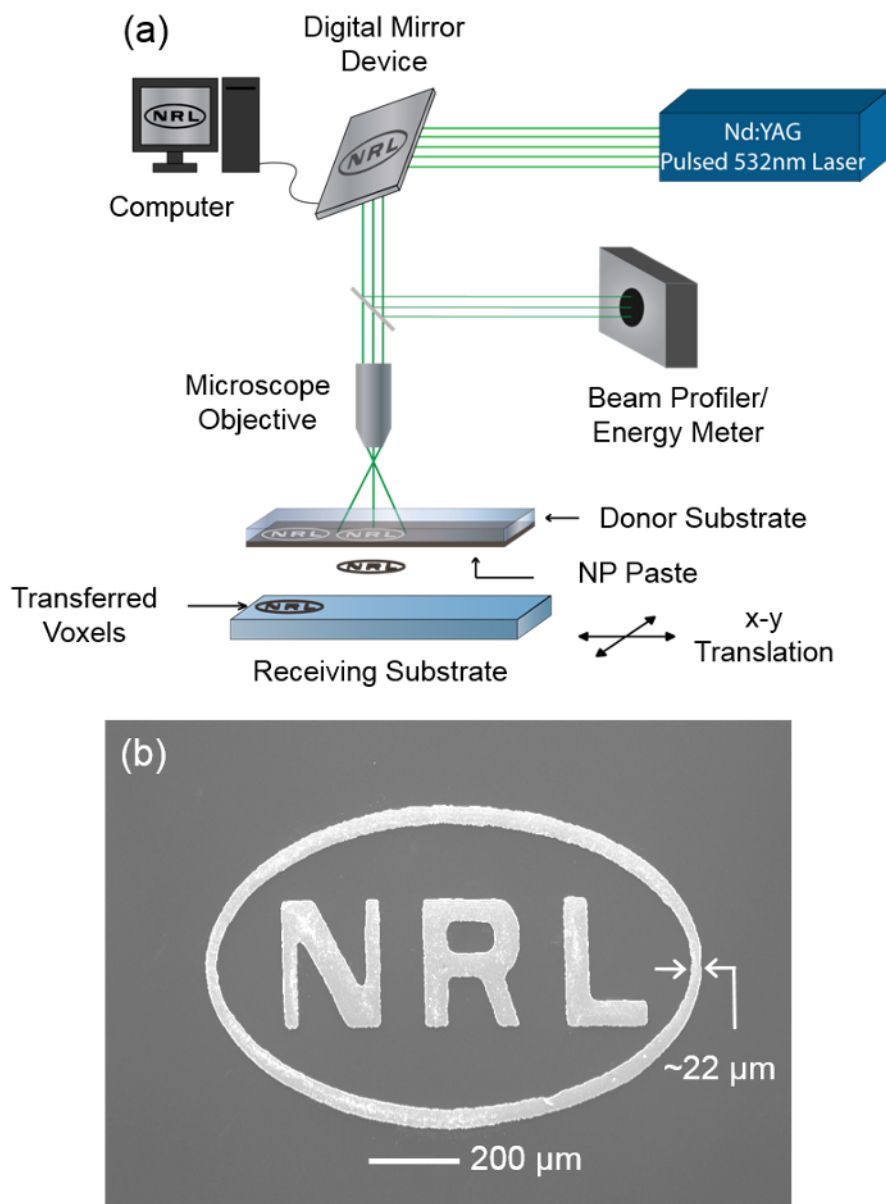 (a)
Digital Mirror
Device
NRL
NRL
Nd:YAG
Pulsed 532nm Laser
Computer
Microscope
Objective
Beam Profiler/
Energy Meter
Donor Substrate
NRL
NRL
NRL
NP Paste
Transferred
Voxels
NRL
x-y
Translation
Receiving Substrate
(b)
NRL
~22 µm
200 µm